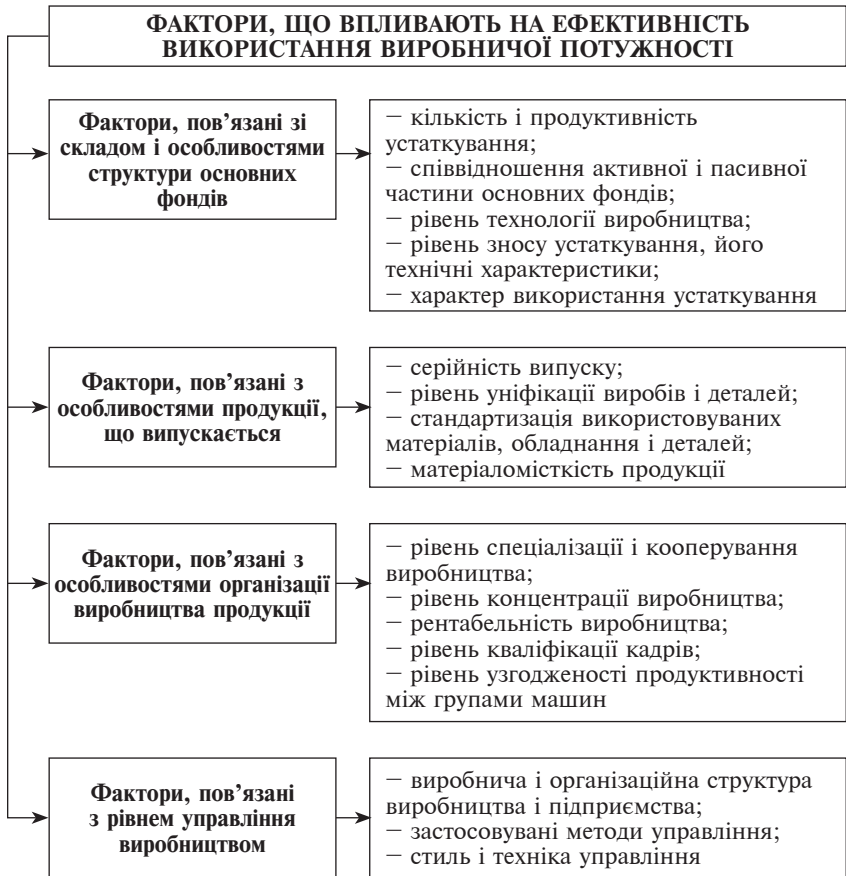 ФАКТОРИ, ЩО ВПЛИВАЮТЬ НА ЕФЕКТИВНІСТЬ
ВИКОРИСТАННЯ ВИРОБНИЧОЇ ПОТУЖНОСТІ
Фактори, пов’язані зі
складом і особливостями
структури основних
фондів
− кількість і продуктивність
устаткування;
− співвідношення активної і пасивної
частини основних фондів;
− рівень технології виробництва;
− рівень зносу устаткування, його
технічні характеристики;
− характер використання устаткування
Фактори, пов’язані з
особливостями продукції,
що випускається
− серійність випуску;
− рівень уніфікації виробів і деталей;
− стандартизація використовуваних
матеріалів, обладнання і деталей;
− матеріаломісткість продукції
Фактори, пов’язані з
особливостями організації
виробництва продукції
− рівень спеціалізації і кооперування
виробництва;
− рівень концентрації виробництва;
− рентабельність виробництва;
− рівень кваліфікації кадрів;
− рівень узгодженості продуктивності
між групами машин
Фактори, пов’язані
з рівнем управління
виробництвом
− виробнича і організаційна структура
виробництва і підприємства;
− застосовувані методи управління;
− стиль і техніка управління